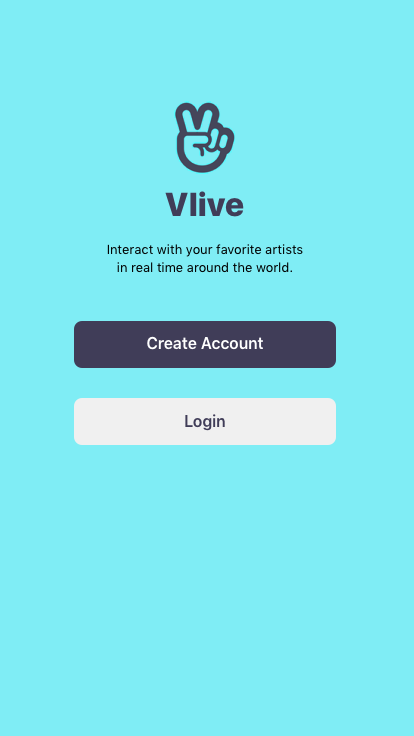 Vlive
Interact with your favorite artists
in real time around the world.
Create Account
Login